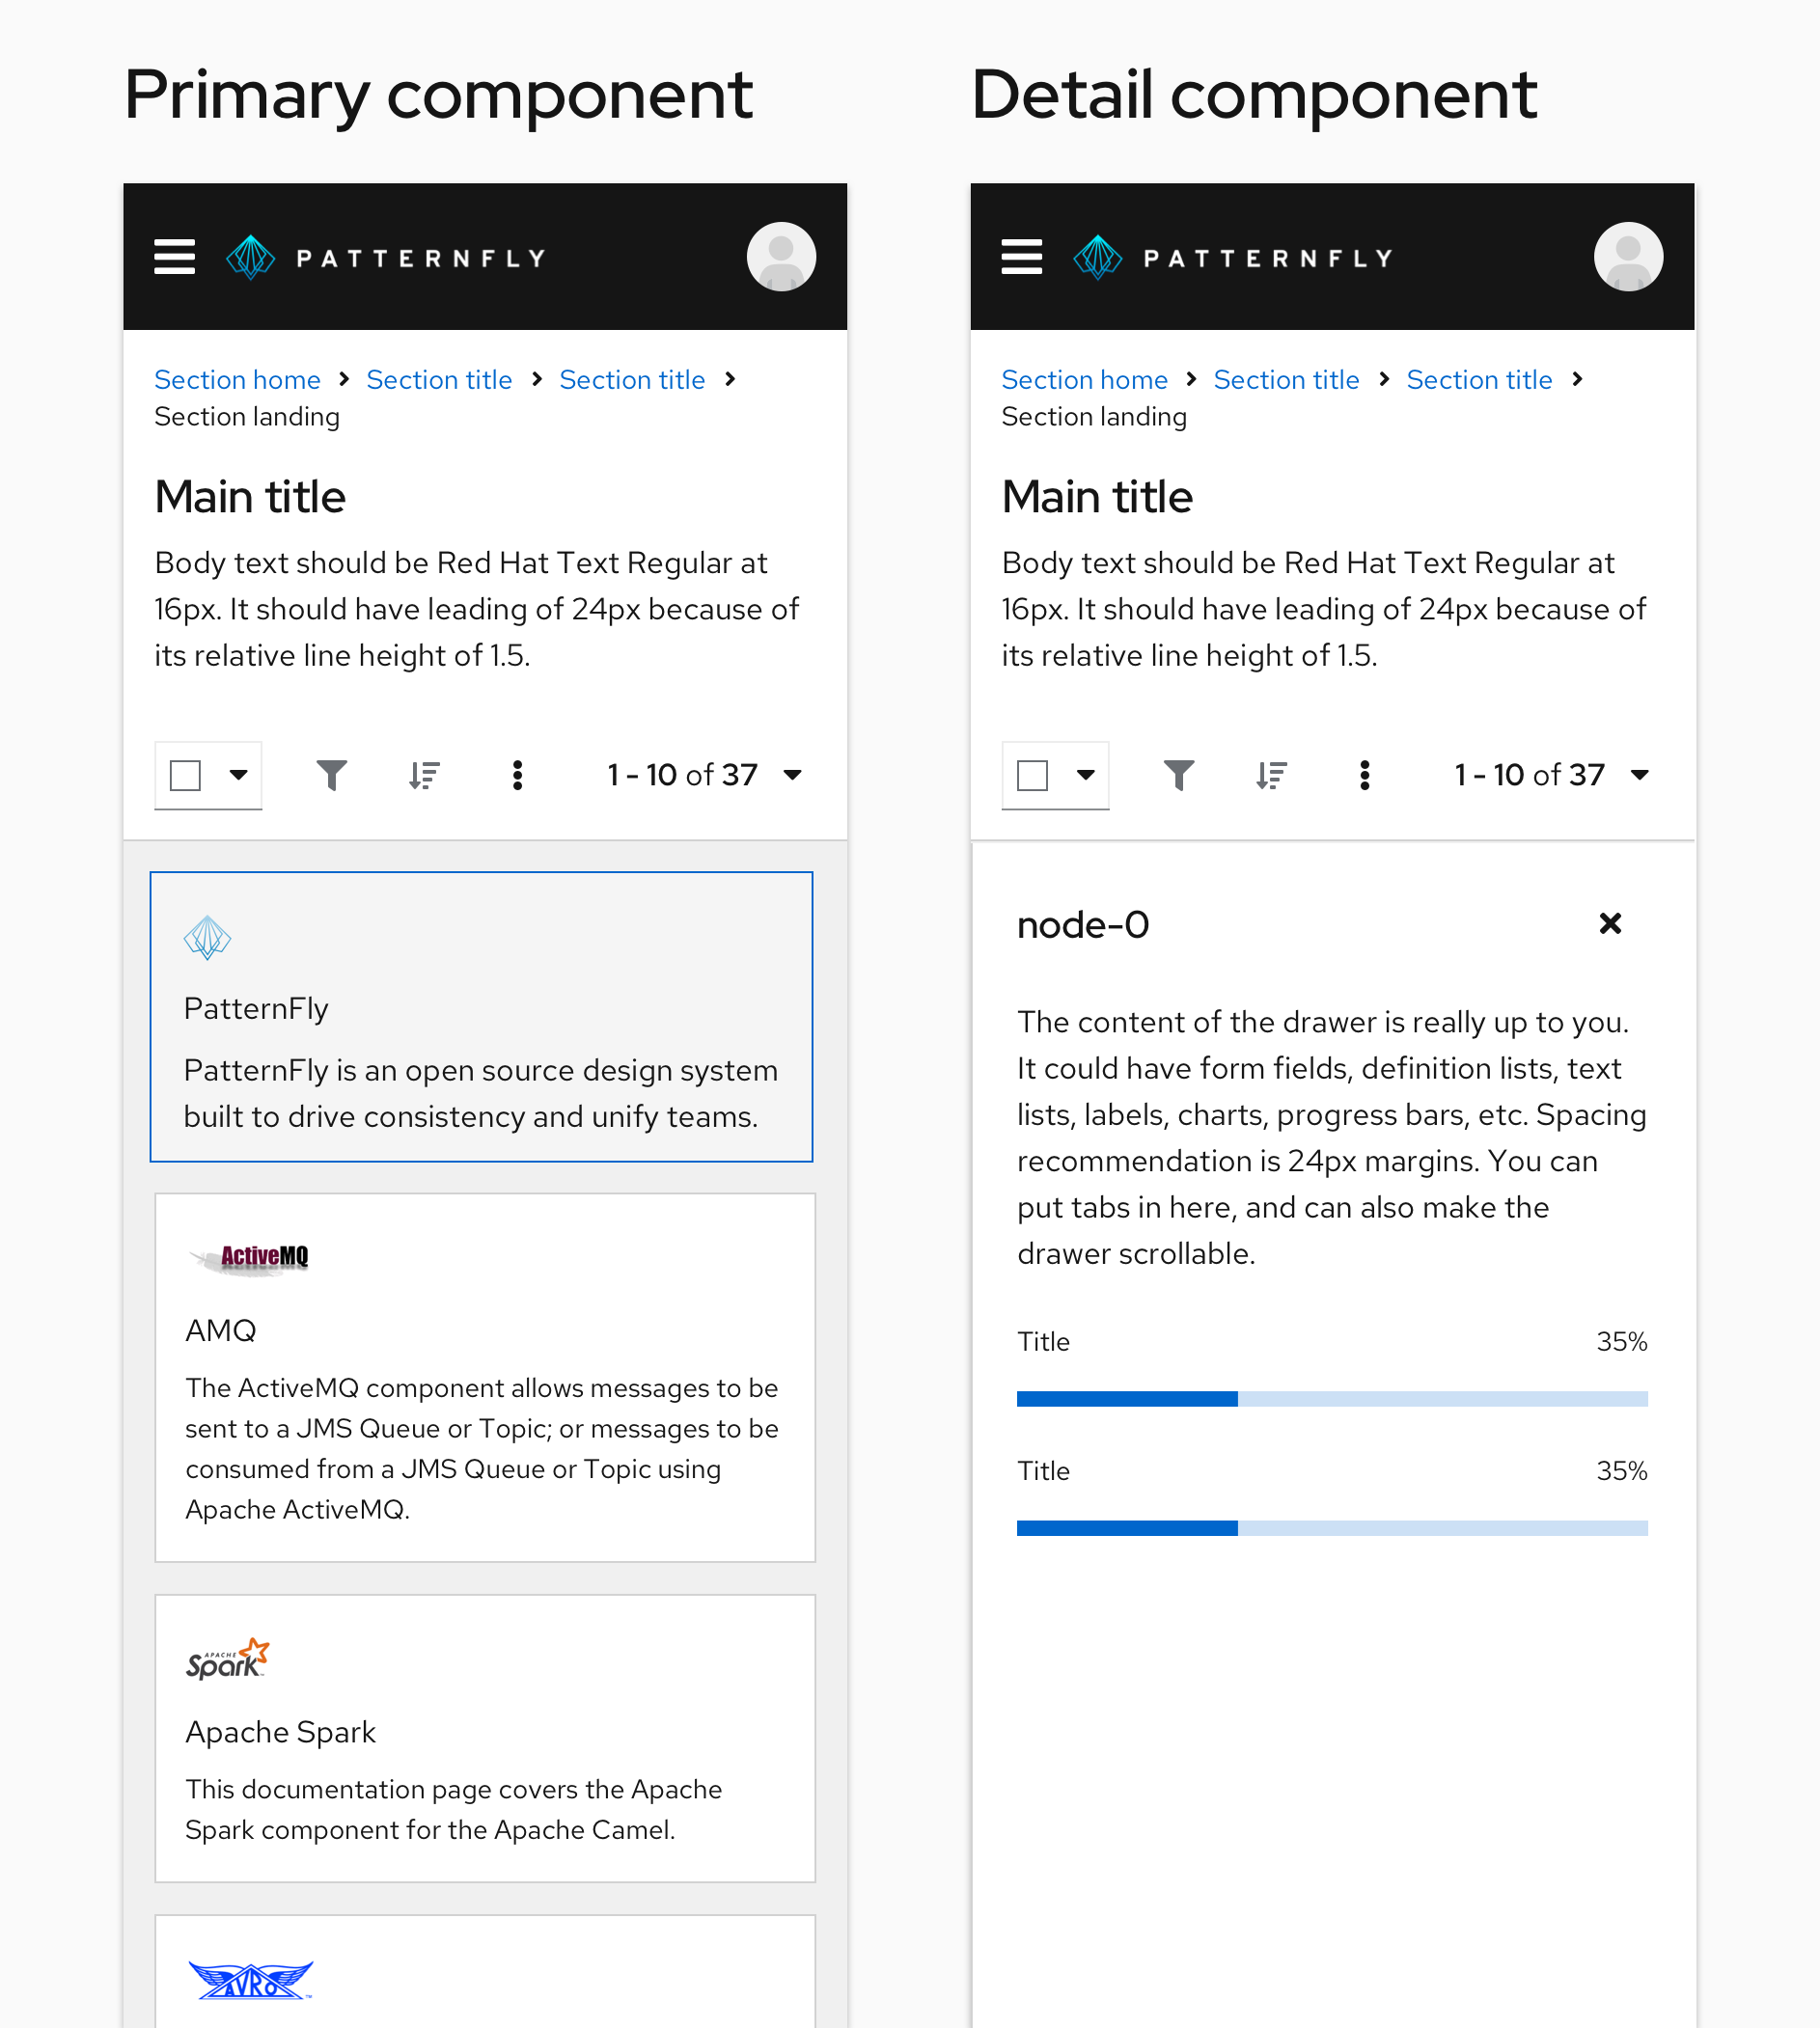 Primary component
PATTERNFLY
Section home > Section title > Section title >
Section landing
Main title
Body text should be Red Hat Text Regular at
16px. It should have leading of 24px because of
its relative line height of 1.5.
1 - 10 of 37
PatternFly
PatternFly is an open source design system
built to drive consistency and unify teams.
ActiveMQ
AMQ
The ActiveMQ component allows messages to be
sent to a JMS Queue or Topic; or messages to be
consumed from a JMS Queue or Topic using
Apache ActiveMQ.
APACHE
Spark™
Apache Spark
This documentation page covers the Apache
Spark component for the Apache Camel.
AVRO™
Detail component
PATTERNFLY
Section home > Section title > Section title >
Section landing
Main title
Body text should be Red Hat Text Regular at
16px. It should have leading of 24px because of
its relative line height of 1.5.
1 - 10 of 37
node-0
The content of the drawer is really up to you.
It could have form fields, definition lists, text
lists, labels, charts, progress bars, etc. Spacing
recommendation is 24px margins. You can
put tabs in here, and can also make the
drawer scrollable.
Title 35%
Title 35%